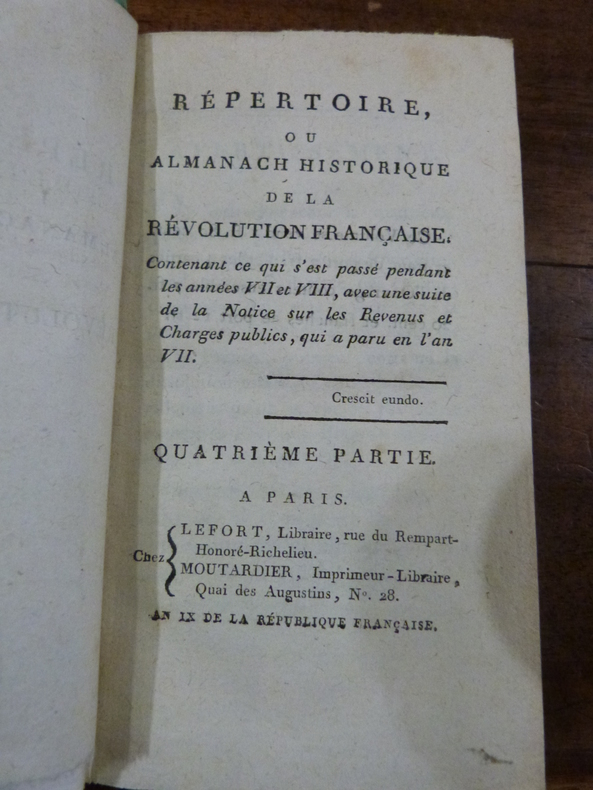 RÉPERTOIRE,
OU
ALMANACH HISTORIQUE
DE LA
RÉVOLUTION FRANÇAISE.
Contenant ce qui s'est passé pendant
les années VII et VIII, avec une suite
de la Notice sur les Revenus et
Charges publics, qui a paru en l'an
VII.
Crescit eundo.
QUATRIÈME PARTIE.
A PARIS.
Chez
LEFORT, Libraire, rue du Rempart-
Honoré-Richelieu.
MOUTARDIER, Imprimeur-Libraire,
Quai des Augustins, No. 28.
AN IX DE LA RÉPUBLIQUE FRANÇAISE.